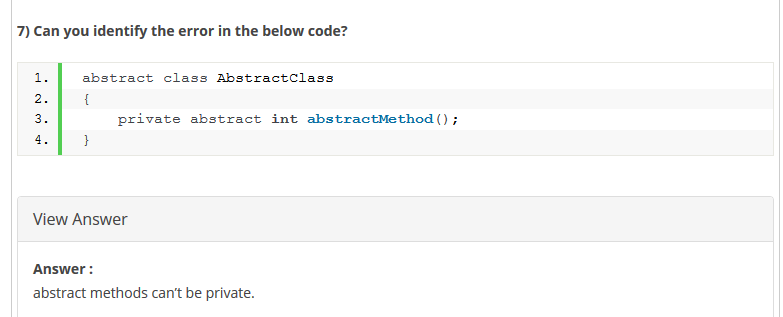 7) Can you identify the error in the below code?
1. abstract class AbstractClass
2. {
3.     private abstract int abstractMethod();
4. }
View Answer
Answer :
abstract methods can't be private.